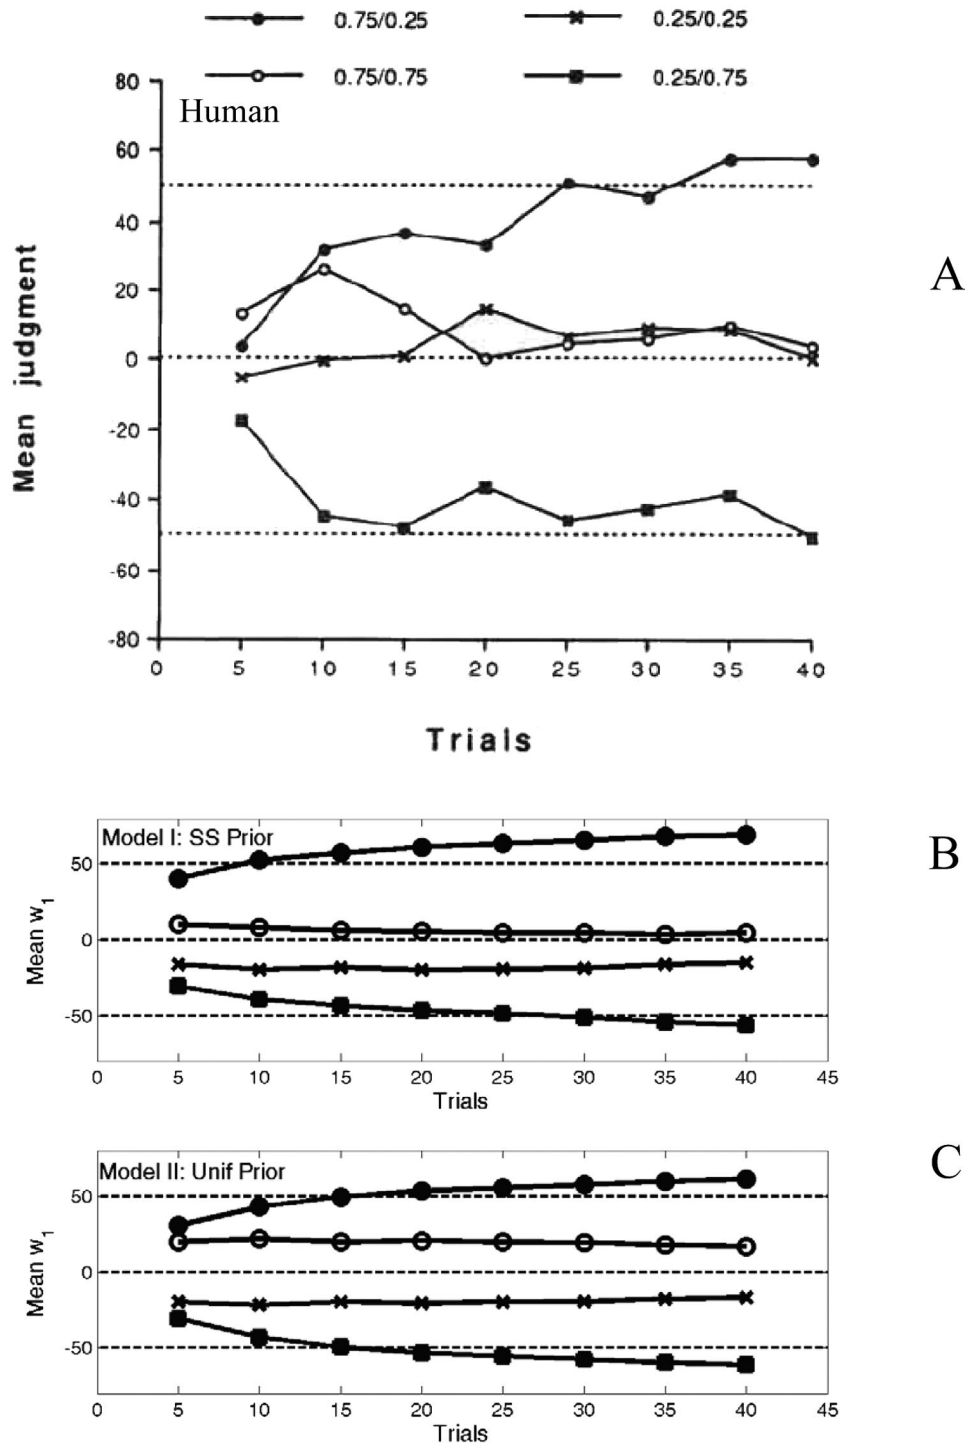 0.75/0.25 0.25/0.25
0.75/0.75 0.25/0.75
80
Human
60
40
20
0
-20
-40
-60
-80
Mean judgment
A
0 5 10 15 20 25 30 35 40
Trials
Model I: SS Prior
B
50
0
-50
Mean w1
0 5 10 15 20 25 30 35 40 45
Trials
Model II: Unif Prior
C
50
0
-50
Mean w1
0 5 10 15 20 25 30 35 40 45
Trials